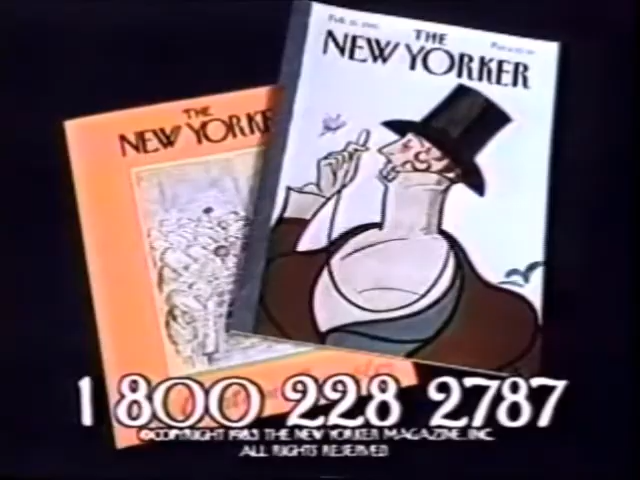 THE
NEW YORKER
THE
NEW YORKE
1 800 228 2787
©COPYRIGHT 1983 THE NEW YORKER MAGAZINE, INC.
ALL RIGHTS RESERVED